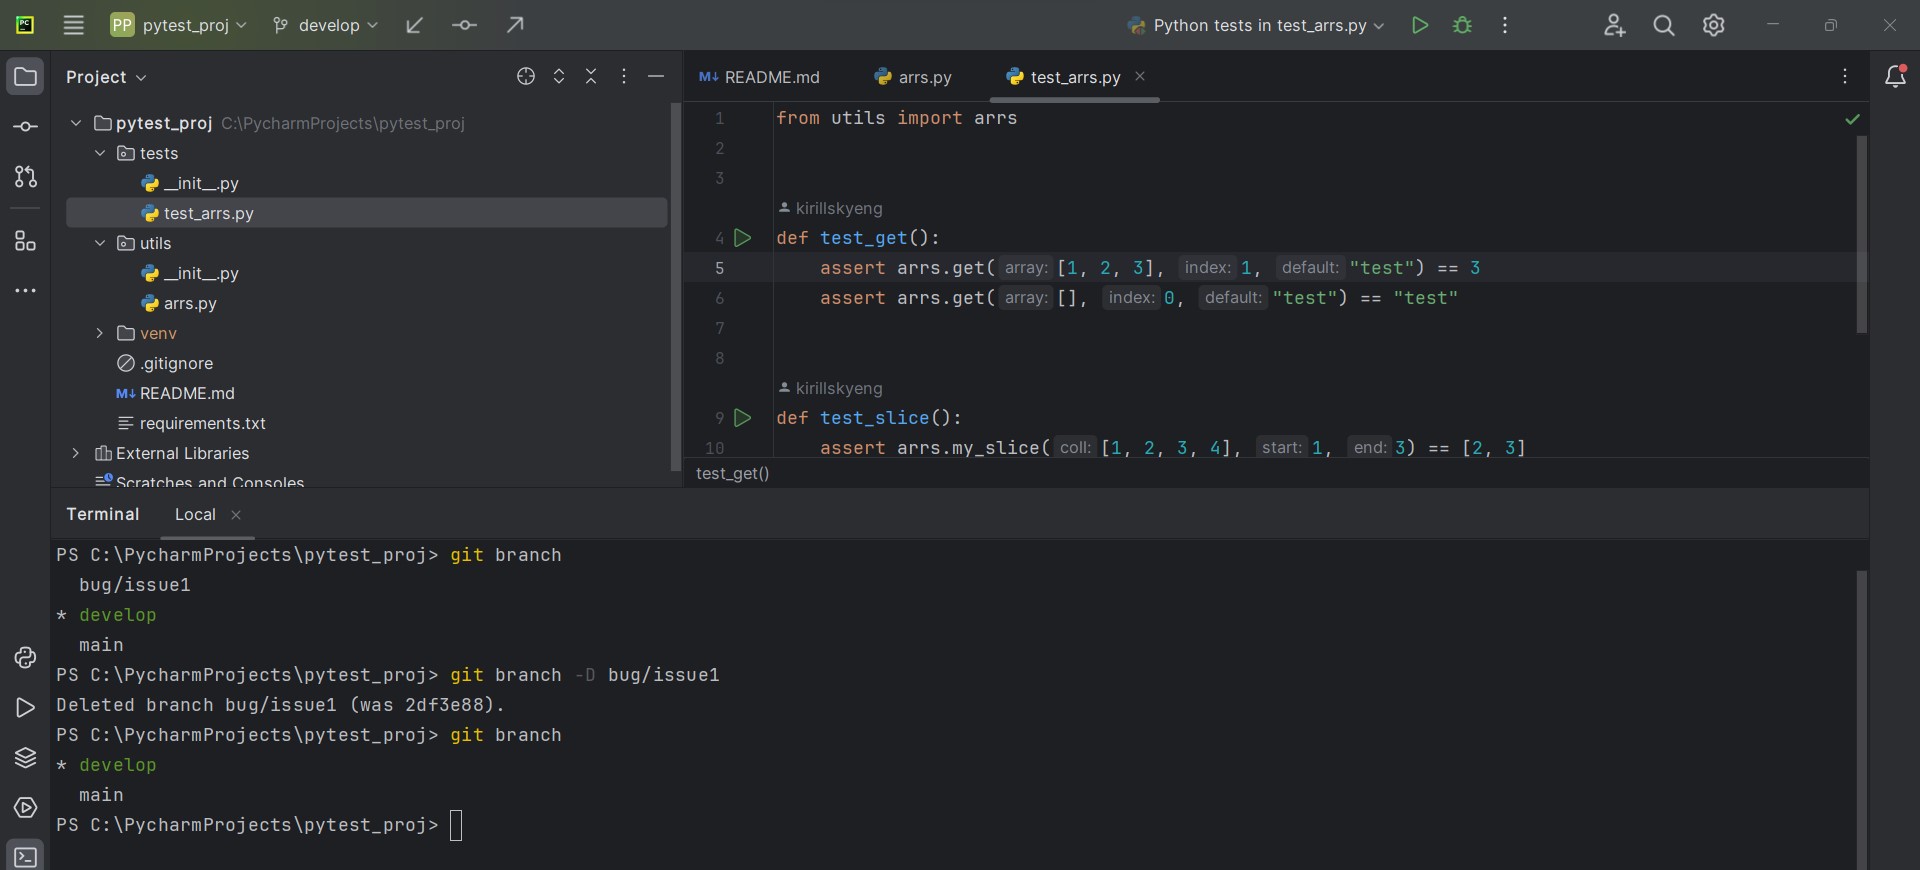 PC PP pytest_proj develop Python tests in test_arrs.py
Project
pytest_proj C:\PycharmProjects\pytest_proj
tests
__init__.py
test_arrs.py
utils
__init__.py
arrs.py
venv
.gitignore
M↓ README.md
requirements.txt
External Libraries
Scratches and Consoles
M↓ README.md arrs.py test_arrs.py ×
1 from utils import arrs
2
3
kirillskyeng
4 def test_get():
5 assert arrs.get( array: [1, 2, 3], index: 1, default: "test") == 3
6 assert arrs.get( array: [], index: 0, default: "test") == "test"
7
8
kirillskyeng
9 def test_slice():
10 assert arrs.my_slice( coll: [1, 2, 3, 4], start: 1, end: 3) == [2, 3]
test_get()
Terminal Local ×
PS C:\PycharmProjects\pytest_proj> git branch
bug/issue1
* develop
main
PS C:\PycharmProjects\pytest_proj> git branch -D bug/issue1
Deleted branch bug/issue1 (was 2df3e88).
PS C:\PycharmProjects\pytest_proj> git branch
* develop
main
PS C:\PycharmProjects\pytest_proj>